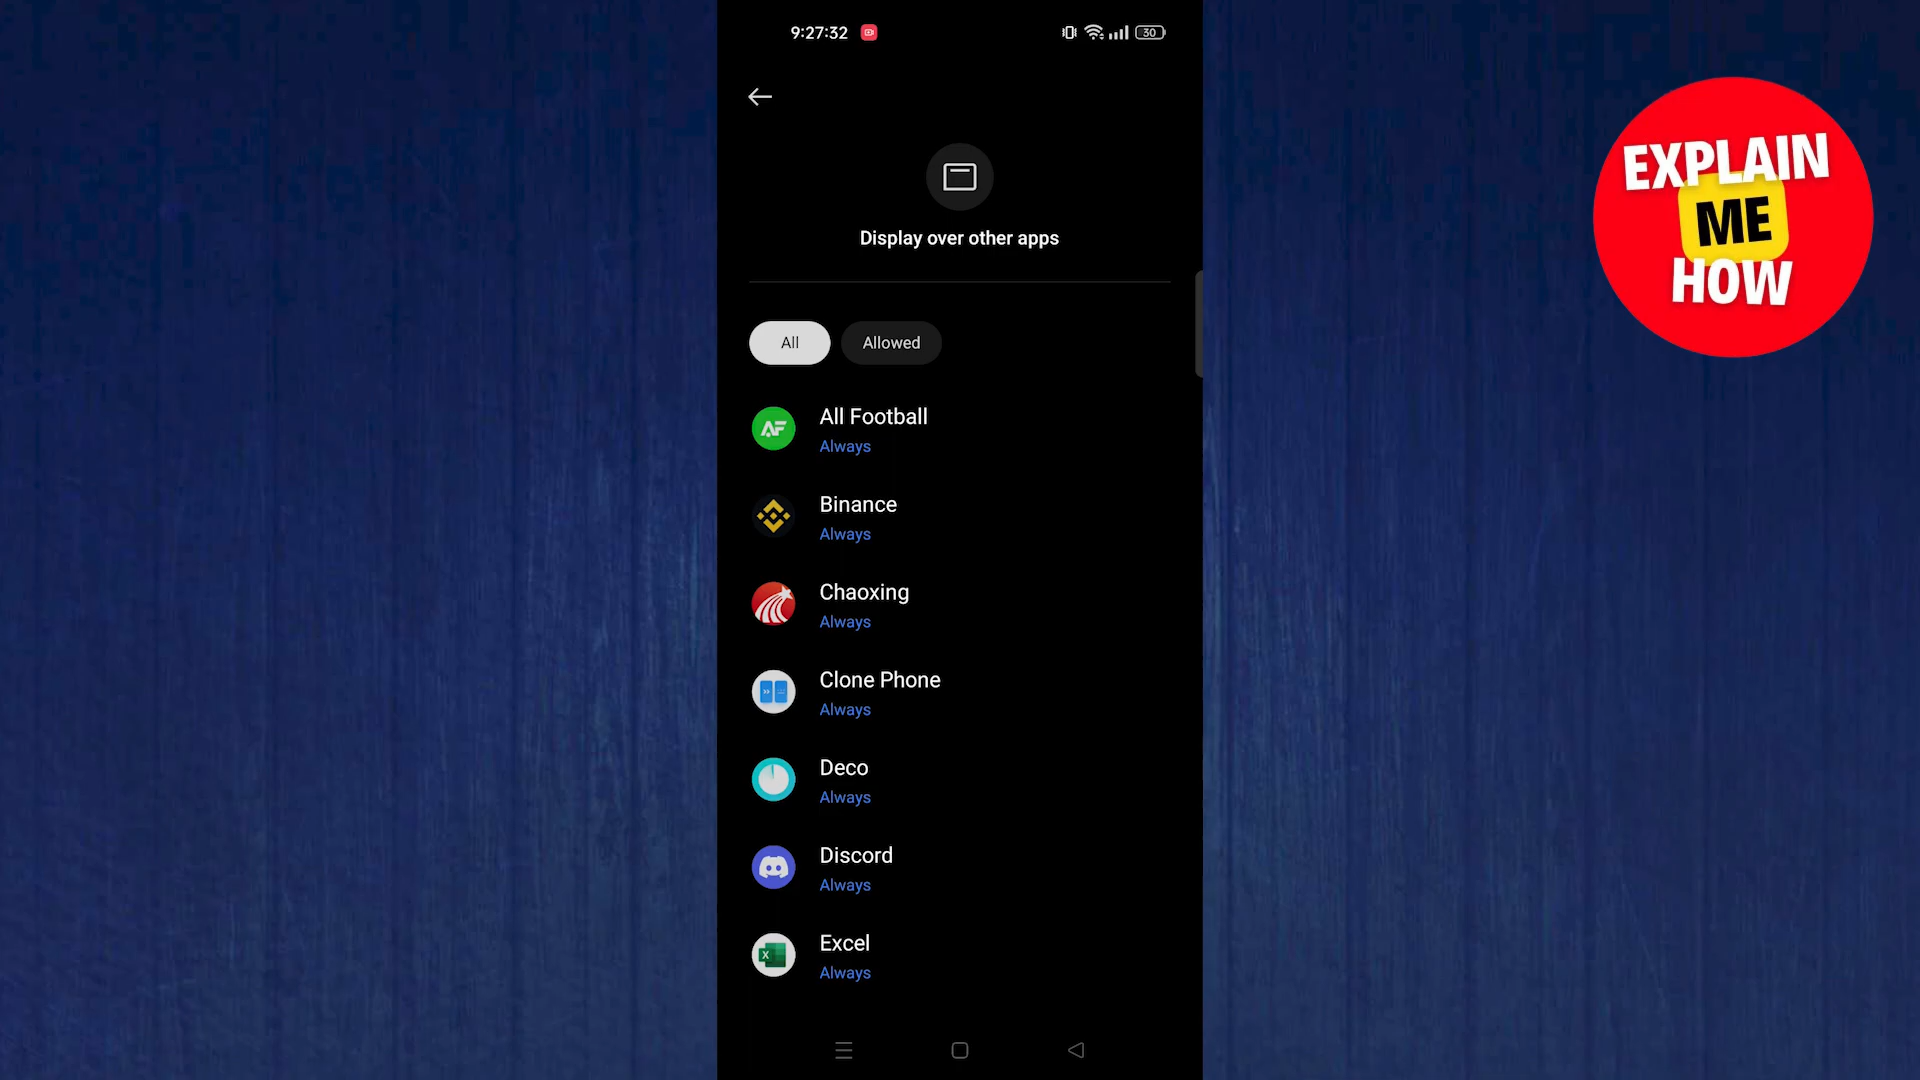 9:27:32
30
EXPLAIN
ME
HOW
Display over other apps
All
Allowed
All Football
Always
Binance
Always
Chaoxing
Always
Clone Phone
Always
Deco
Always
Discord
Always
Excel
Always